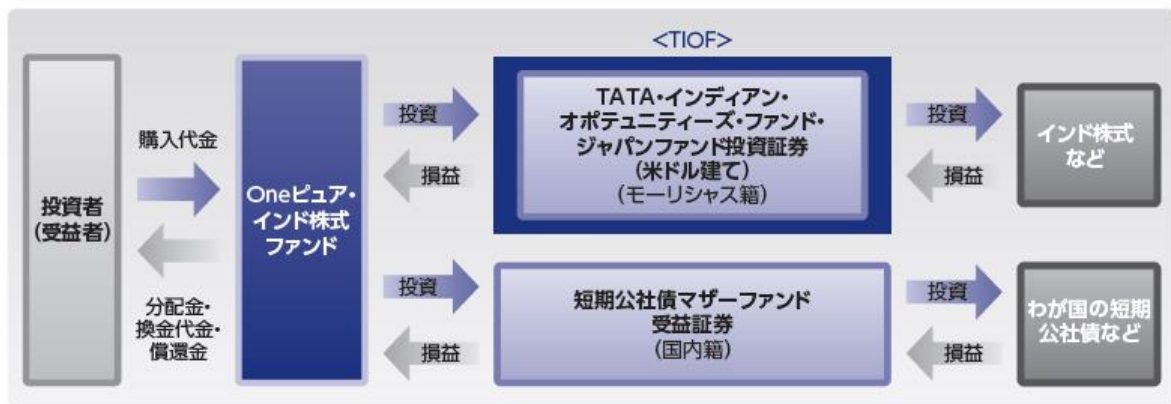 <TIOF>
購入代金
投資者
(受益者)
分配金・
換金代金・
償還金
Oneピュア・
インド株式
ファンド
投資
損益
TATA・インディアン・
オポテュニティーズ・ファンド・
ジャパンファンド投資証券
(米ドル建て)
(モーリシャス籍)
投資
損益
インド株式
など
投資
損益
短期公社債マザーファンド
受益証券
(国内籍)
投資
損益
わが国の短期
公社債など